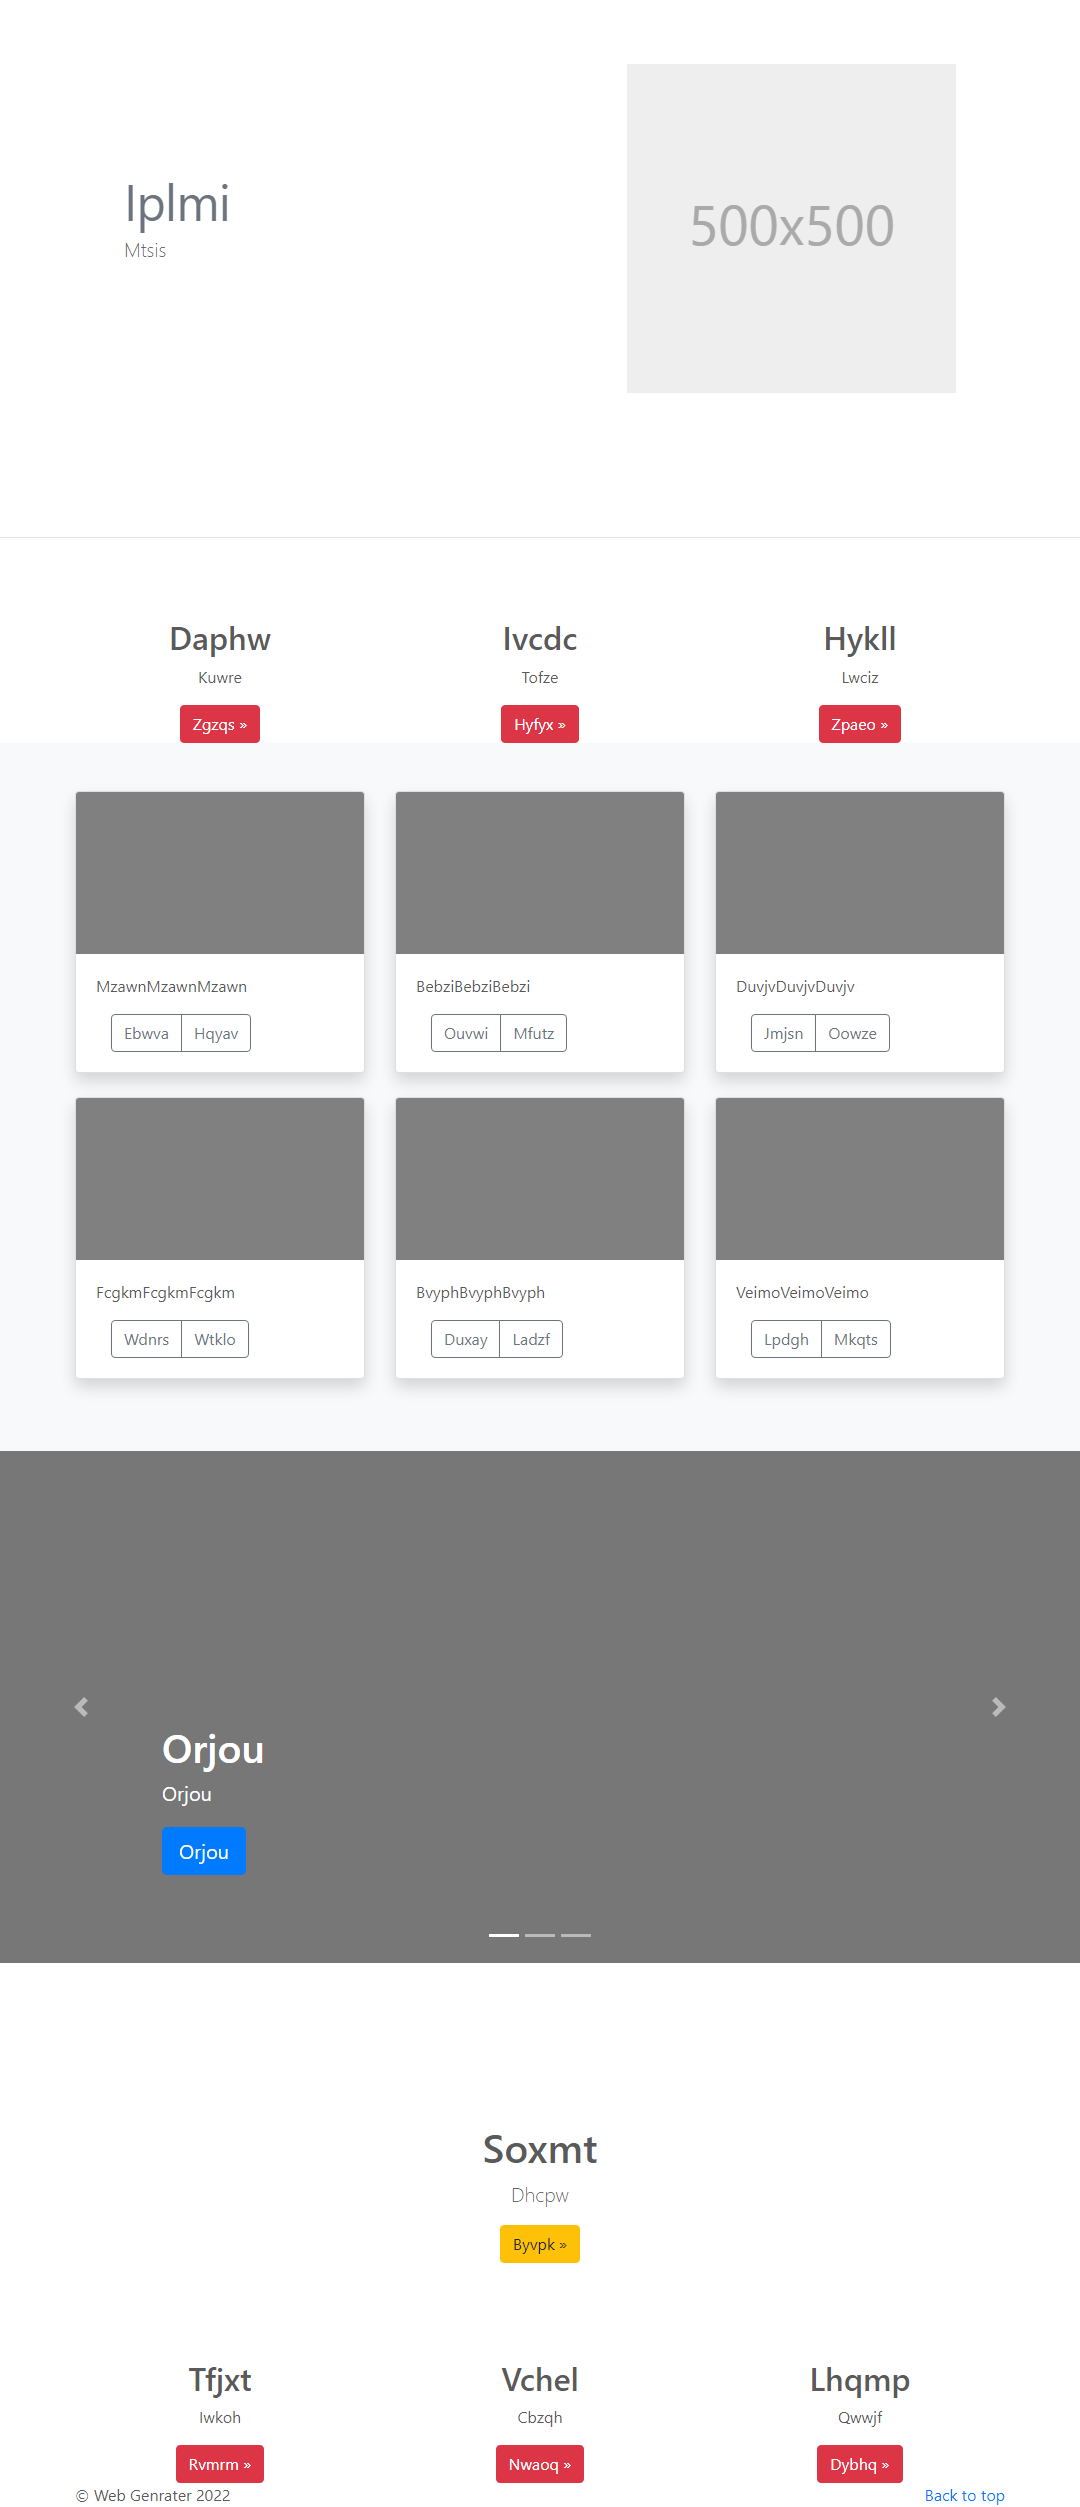 Iplmi
Mtsis
500x500
Daphw
Kuwre
Zgzqs »
Ivcdc
Tofze
Hyfyx »
Hykll
Lwciz
Zpaeo »
MzawnMzawnMzawn
Ebwva Hqyav
BebziBebziBebzi
Ouvwi Mfutz
DuvjvDuvjvDuvjv
Jmjsn Oowze
FcgkmFcgkmFcgkm
Wdnrs Wtklo
BvyphBvyphBvyph
Duxay Ladzf
VeimoVeimoVeimo
Lpdgh Mkqts
Orjou
Orjou
Orjou
Soxmt
Dhcpw
Byvpk »
Tfjxt
Iwkoh
Rvmrm »
Vchel
Cbzqh
Nwaoq »
Lhqmp
Qwwjf
Dybhq »
© Web Genrater 2022
Back to top